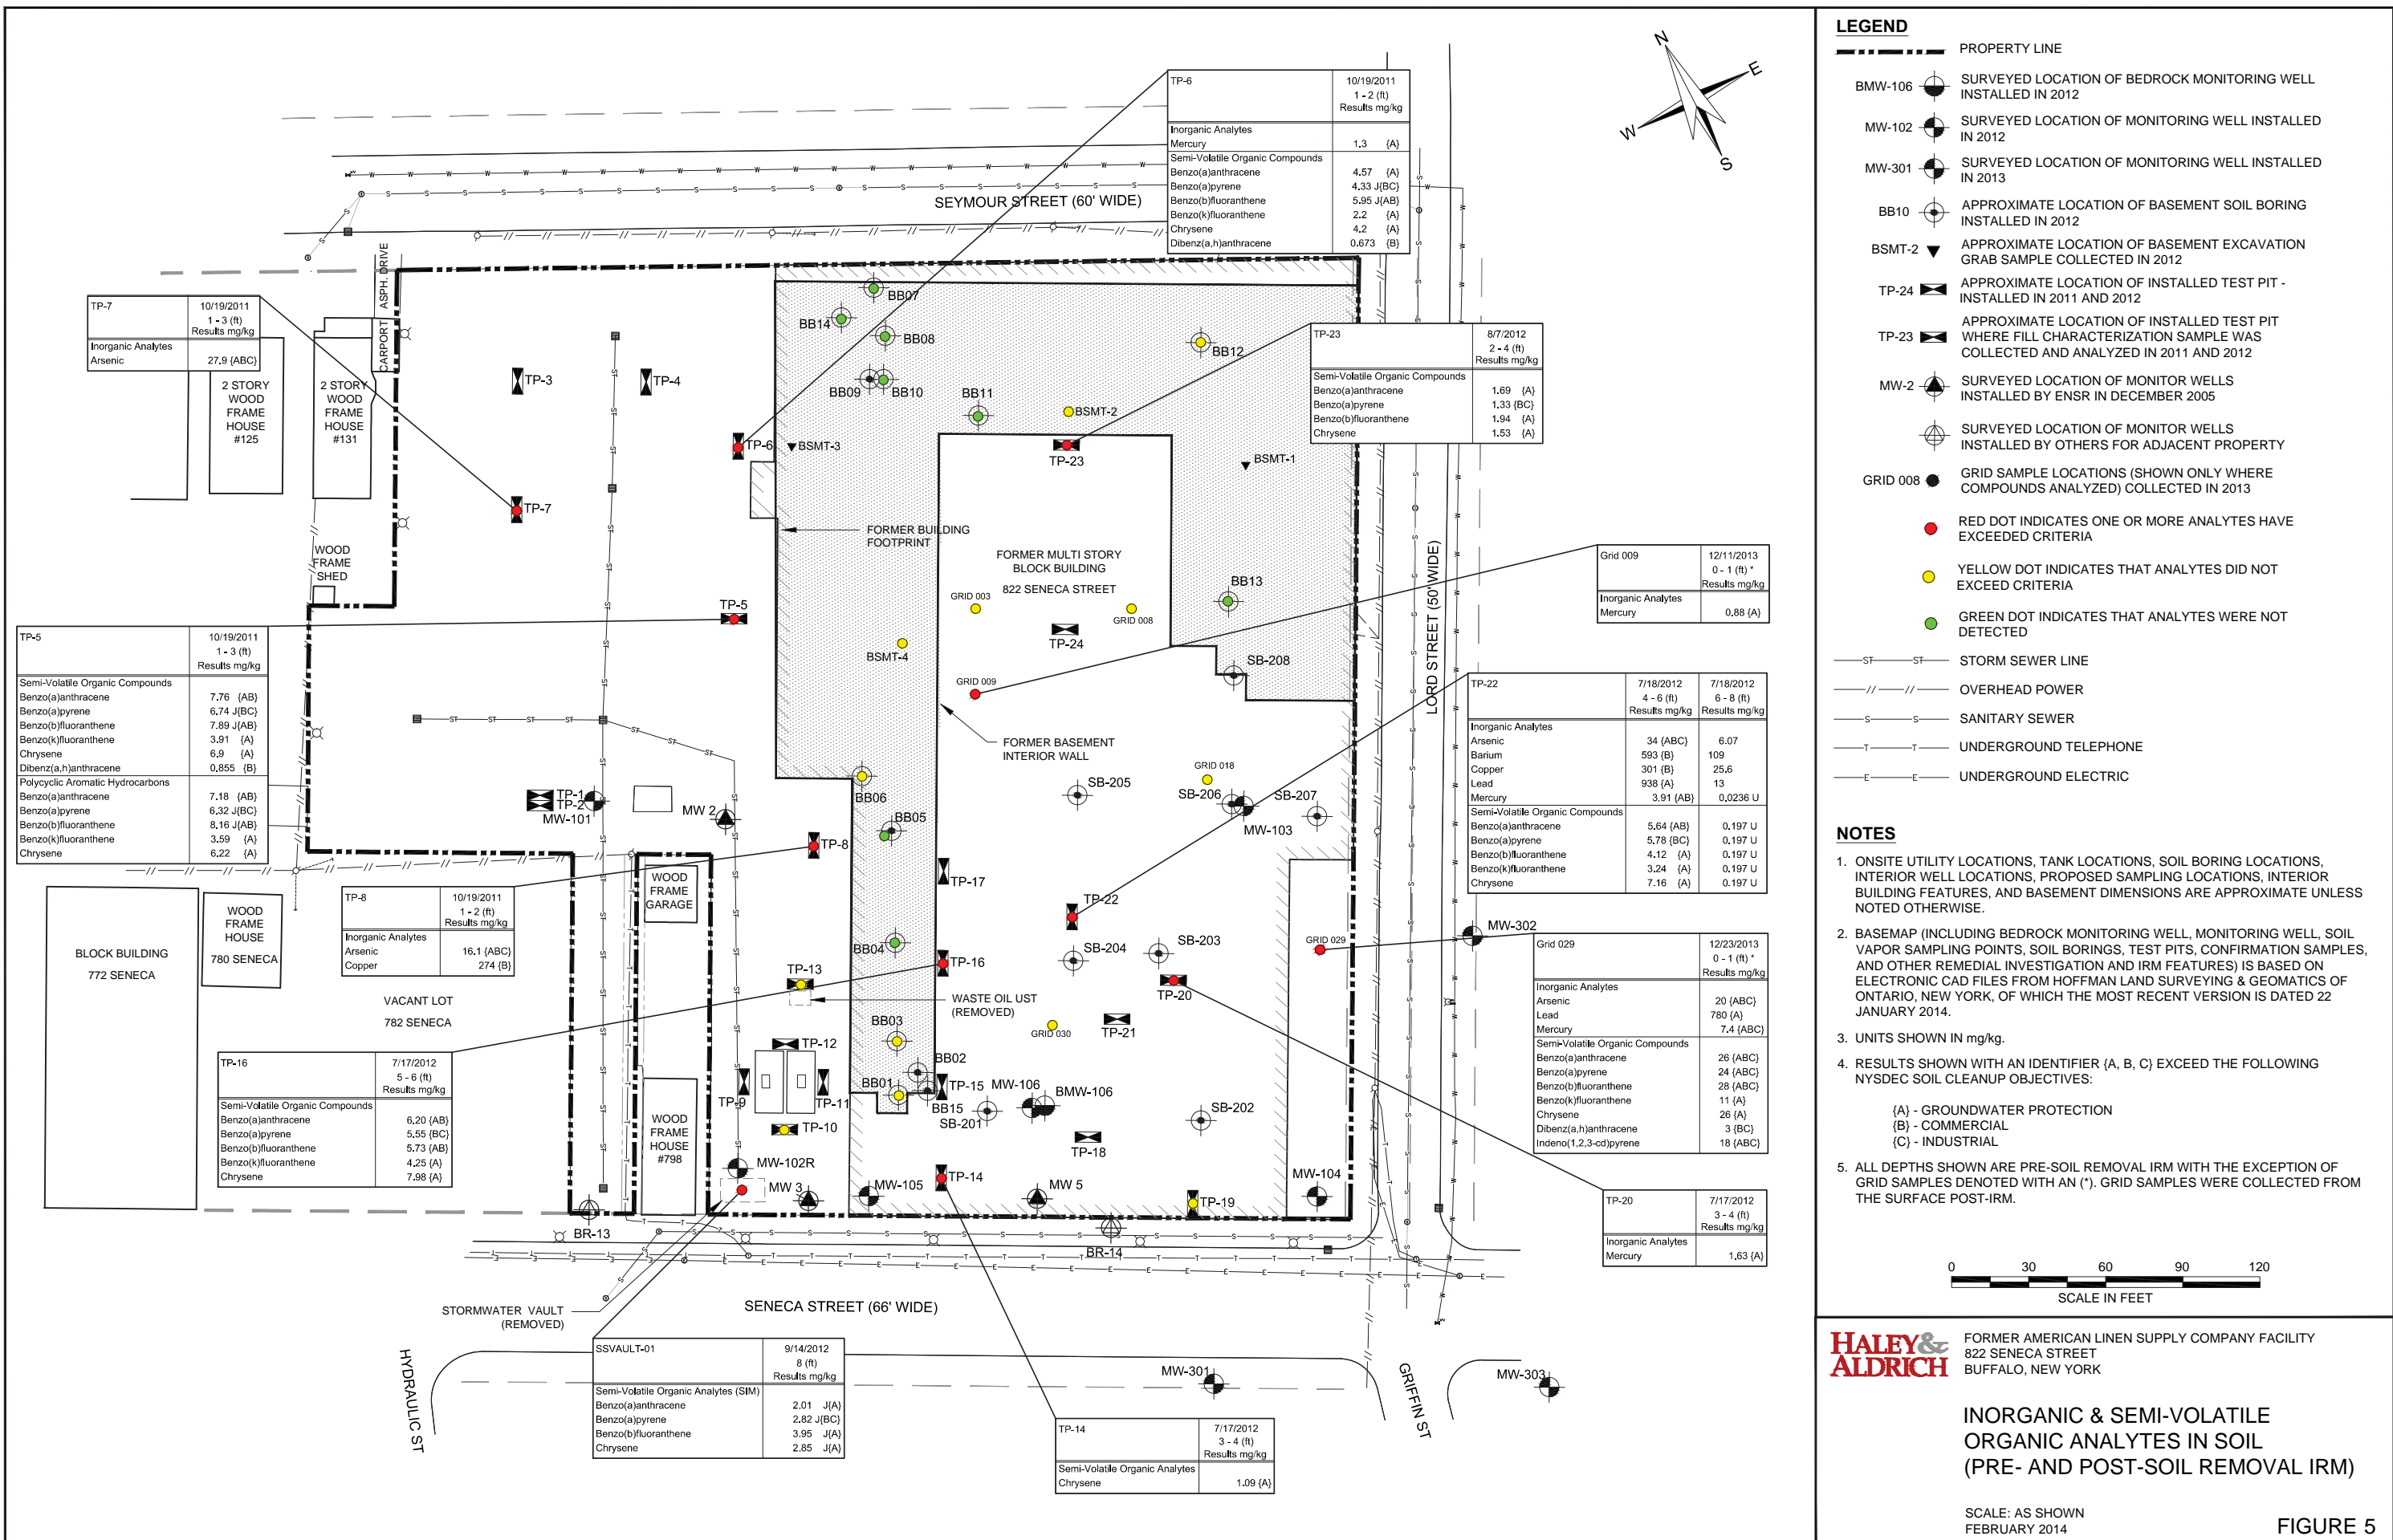 TP-6 10/19/2011
1 - 2 (ft)
Results mg/kg
Inorganic Analytes
Mercury 1.3 {A}
Semi-Volatile Organic Compounds
Benzo(a)anthracene 4.57 {A}
Benzo(a)pyrene 4.33 J{BC}
Benzo(b)fluoranthene 5.95 J{AB}
Benzo(k)fluoranthene 2.2 {A}
Chrysene 4.2 {A}
Dibenz(a,h)anthracene 0.673 {B}
N
E
W
S
SEYMOUR STREET (60' WIDE)
TP-7 10/19/2011
1 - 3 (ft)
Results mg/kg
Inorganic Analytes
Arsenic 27.9 {ABC}
CARPORT
ASPH. DRIVE
2 STORY
WOOD
FRAME
HOUSE
#125
2 STORY
WOOD
FRAME
HOUSE
#131
WOOD
FRAME
SHED
TP-3
TP-4
TP-6
TP-7
TP-5
BB07
BB14
BB08
BB09
BB10
BB11
BB12
BSMT-2
BSMT-3
BSMT-1
TP-23
TP-23 8/7/2012
2 - 4 (ft)
Results mg/kg
Semi-Volatile Organic Compounds
Benzo(a)anthracene 1.69 {A}
Benzo(a)pyrene 1.33 {BC}
Benzo(b)fluoranthene 1.94 {A}
Chrysene 1.53 {A}
FORMER BUILDING
FOOTPRINT
FORMER MULTI STORY
BLOCK BUILDING
822 SENECA STREET
GRID 003
GRID 008
BB13
TP-24
BSMT-4
GRID 009
SB-208
FORMER BASEMENT
INTERIOR WALL
LORD STREET (50' WIDE)
Grid 009 12/11/2013
0 - 1 (ft) *
Results mg/kg
Inorganic Analytes
Mercury 0.88 {A}
TP-5 10/19/2011
1 - 3 (ft)
Results mg/kg
Semi-Volatile Organic Compounds
Benzo(a)anthracene 7.76 {AB}
Benzo(a)pyrene 6.74 J{BC}
Benzo(b)fluoranthene 7.89 J{AB}
Benzo(k)fluoranthene 3.91 {A}
Chrysene 6.9 {A}
Dibenz(a,h)anthracene 0.855 {B}
Polycyclic Aromatic Hydrocarbons
Benzo(a)anthracene 7.18 {AB}
Benzo(a)pyrene 6.32 J{BC}
Benzo(b)fluoranthene 8.16 J{AB}
Benzo(k)fluoranthene 3.59 {A}
Chrysene 6.22 {A}
TP-22 7/18/2012 7/18/2012
4 - 6 (ft) 6 - 8 (ft)
Results mg/kg Results mg/kg
Inorganic Analytes
Arsenic 34 {ABC} 6.07
Barium 593 {B} 109
Copper 301 {B} 25.6
Lead 938 {A} 13
Mercury 3.91 {AB} 0.0236 U
Semi-Volatile Organic Compounds
Benzo(a)anthracene 5.64 {AB} 0.197 U
Benzo(a)pyrene 5.78 {BC} 0.197 U
Benzo(b)fluoranthene 4.12 {A} 0.197 U
Benzo(k)fluoranthene 3.24 {A} 0.197 U
Chrysene 7.16 {A} 0.197 U
TP-1
TP-2
MW-101
MW 2
BB06
BB05
TP-8
TP-17
SB-205
GRID 018
SB-206
SB-207
MW-103
TP-22
BB04
TP-16
SB-204
SB-203
TP-20
GRID 029
MW-302
TP-8 10/19/2011
1 - 2 (ft)
Results mg/kg
Inorganic Analytes
Arsenic 16.1 {ABC}
Copper 274 {B}
WOOD
FRAME
GARAGE
WOOD
FRAME
HOUSE
780 SENECA
BLOCK BUILDING
772 SENECA
VACANT LOT
782 SENECA
TP-13
WASTE OIL UST
(REMOVED)
BB03
GRID 030
TP-21
TP-12
BB02
TP-9
TP-11
BB01
TP-15
BB15
SB-201
MW-106
BMW-106
SB-202
TP-10
TP-18
WOOD
FRAME
HOUSE
#798
MW-102R
MW 3
MW-105
TP-14
MW 5
TP-19
MW-104
BR-13
BR-14
Grid 029 12/23/2013
0 - 1 (ft) *
Results mg/kg
Inorganic Analytes
Arsenic 20 {ABC}
Lead 780 {A}
Mercury 7.4 {ABC}
Semi-Volatile Organic Compounds
Benzo(a)anthracene 26 {ABC}
Benzo(a)pyrene 24 {ABC}
Benzo(b)fluoranthene 28 {ABC}
Benzo(k)fluoranthene 11 {A}
Chrysene 26 {A}
Dibenz(a,h)anthracene 3 {BC}
Indeno(1,2,3-cd)pyrene 18 {ABC}
TP-16 7/17/2012
5 - 6 (ft)
Results mg/kg
Semi-Volatile Organic Compounds
Benzo(a)anthracene 6.20 {AB}
Benzo(a)pyrene 5.55 {BC}
Benzo(b)fluoranthene 5.73 {AB}
Benzo(k)fluoranthene 4.25 {A}
Chrysene 7.98 {A}
TP-20 7/17/2012
3 - 4 (ft)
Results mg/kg
Inorganic Analytes
Mercury 1.63 {A}
STORMWATER VAULT
(REMOVED)
SENECA STREET (66' WIDE)
HYDRAULIC ST
GRIFFIN ST
MW-301
MW-303
SSVAULT-01 9/14/2012
8 (ft)
Results mg/kg
Semi-Volatile Organic Analytes (SIM)
Benzo(a)anthracene 2.01 J{A}
Benzo(a)pyrene 2.82 J{BC}
Benzo(b)fluoranthene 3.95 J{A}
Chrysene 2.85 J{A}
TP-14 7/17/2012
3 - 4 (ft)
Results mg/kg
Semi-Volatile Organic Analytes
Chrysene 1.09 {A}
LEGEND
PROPERTY LINE
BMW-106 SURVEYED LOCATION OF BEDROCK MONITORING WELL
INSTALLED IN 2012
MW-102 SURVEYED LOCATION OF MONITORING WELL INSTALLED
IN 2012
MW-301 SURVEYED LOCATION OF MONITORING WELL INSTALLED
IN 2013
BB10 APPROXIMATE LOCATION OF BASEMENT SOIL BORING
INSTALLED IN 2012
BSMT-2 APPROXIMATE LOCATION OF BASEMENT EXCAVATION
GRAB SAMPLE COLLECTED IN 2012
TP-24 APPROXIMATE LOCATION OF INSTALLED TEST PIT -
INSTALLED IN 2011 AND 2012
TP-23 APPROXIMATE LOCATION OF INSTALLED TEST PIT
WHERE FILL CHARACTERIZATION SAMPLE WAS
COLLECTED AND ANALYZED IN 2011 AND 2012
MW-2 SURVEYED LOCATION OF MONITOR WELLS
INSTALLED BY ENSR IN DECEMBER 2005
SURVEYED LOCATION OF MONITOR WELLS
INSTALLED BY OTHERS FOR ADJACENT PROPERTY
GRID 008 GRID SAMPLE LOCATIONS (SHOWN ONLY WHERE
COMPOUNDS ANALYZED) COLLECTED IN 2013
RED DOT INDICATES ONE OR MORE ANALYTES HAVE
EXCEEDED CRITERIA
YELLOW DOT INDICATES THAT ANALYTES DID NOT
EXCEED CRITERIA
GREEN DOT INDICATES THAT ANALYTES WERE NOT
DETECTED
ST ST STORM SEWER LINE
// // OVERHEAD POWER
S S SANITARY SEWER
T T UNDERGROUND TELEPHONE
E E UNDERGROUND ELECTRIC
NOTES
1. ONSITE UTILITY LOCATIONS, TANK LOCATIONS, SOIL BORING LOCATIONS,
INTERIOR WELL LOCATIONS, PROPOSED SAMPLING LOCATIONS, INTERIOR
BUILDING FEATURES, AND BASEMENT DIMENSIONS ARE APPROXIMATE UNLESS
NOTED OTHERWISE.
2. BASEMAP (INCLUDING BEDROCK MONITORING WELL, MONITORING WELL, SOIL
VAPOR SAMPLING POINTS, SOIL BORINGS, TEST PITS, CONFIRMATION SAMPLES,
AND OTHER REMEDIAL INVESTIGATION AND IRM FEATURES) IS BASED ON
ELECTRONIC CAD FILES FROM HOFFMAN LAND SURVEYING & GEOMATICS OF
ONTARIO, NEW YORK, OF WHICH THE MOST RECENT VERSION IS DATED 22
JANUARY 2014.
3. UNITS SHOWN IN mg/kg.
4. RESULTS SHOWN WITH AN IDENTIFIER {A, B, C} EXCEED THE FOLLOWING
NYSDEC SOIL CLEANUP OBJECTIVES:
{A} - GROUNDWATER PROTECTION
{B} - COMMERCIAL
{C} - INDUSTRIAL
5. ALL DEPTHS SHOWN ARE PRE-SOIL REMOVAL IRM WITH THE EXCEPTION OF
GRID SAMPLES DENOTED WITH AN (*). GRID SAMPLES WERE COLLECTED FROM
THE SURFACE POST-IRM.
0 30 60 90 120
SCALE IN FEET
HALEY &
ALDRICH
FORMER AMERICAN LINEN SUPPLY COMPANY FACILITY
822 SENECA STREET
BUFFALO, NEW YORK
INORGANIC & SEMI-VOLATILE
ORGANIC ANALYTES IN SOIL
(PRE- AND POST-SOIL REMOVAL IRM)
SCALE: AS SHOWN
FEBRUARY 2014
FIGURE 5